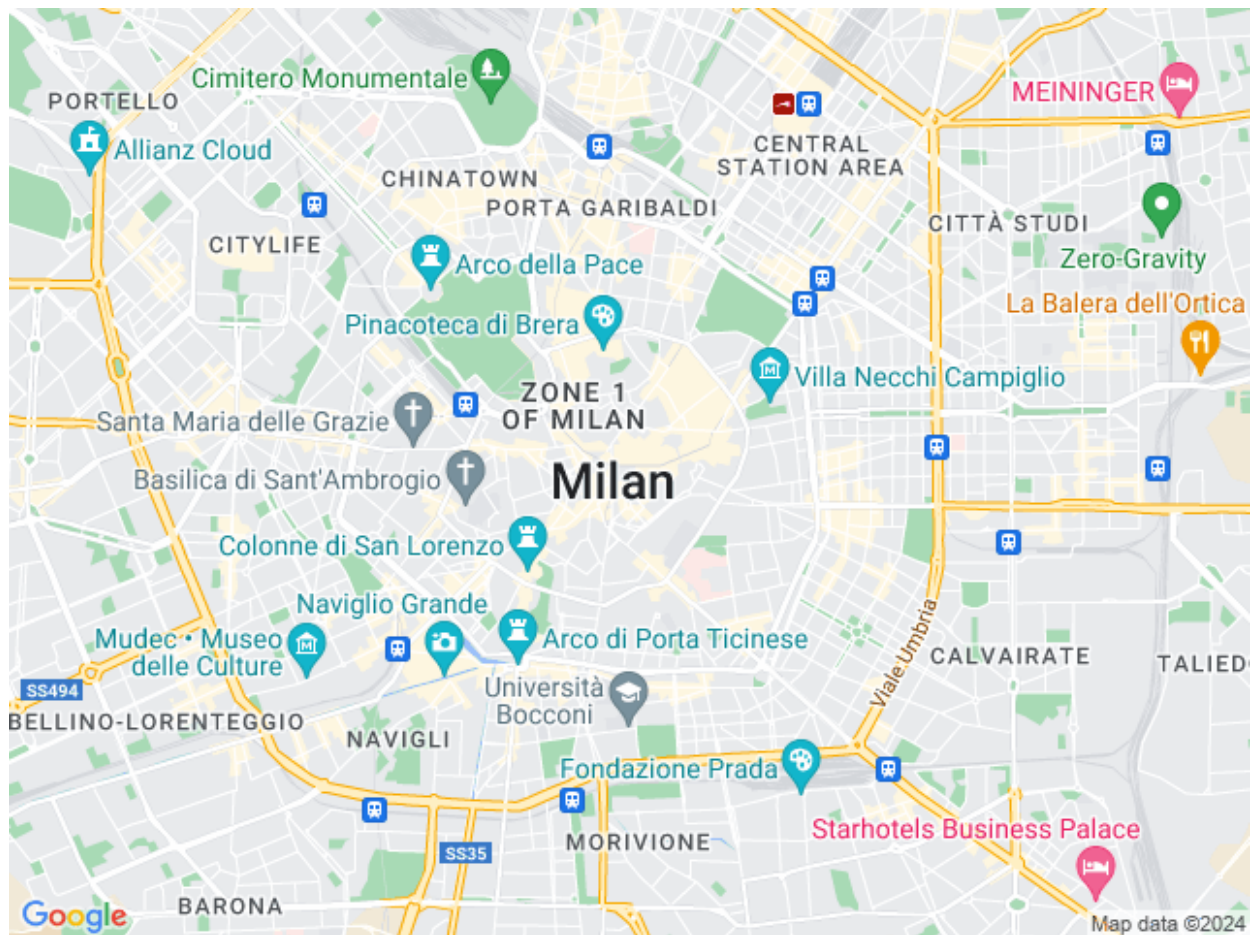 Cimitero Monumentale
PORTELLO
MEININGER
Allianz Cloud
CENTRAL
STATION AREA
CHINATOWN
PORTA GARIBALDI
CITTÀ STUDI
CITYLIFE
Arco della Pace
Zero-Gravity
La Balera dell'Ortica
Pinacoteca di Brera
Villa Necchi Campiglio
ZONE 1
OF MILAN
Santa Maria delle Grazie
Basilica di Sant'Ambrogio
Milan
Colonne di San Lorenzo
Naviglio Grande
Mudec • Museo
delle Culture
Arco di Porta Ticinese
Viale Umbria
CALVAIRATE
TALIEDO
SS494
Università
Bocconi
BELLINO-LORENTEGGIO
NAVIGLI
Fondazione Prada
Starhotels Business Palace
MORIVIONE
SS35
BARONA
Google
Map data ©2024